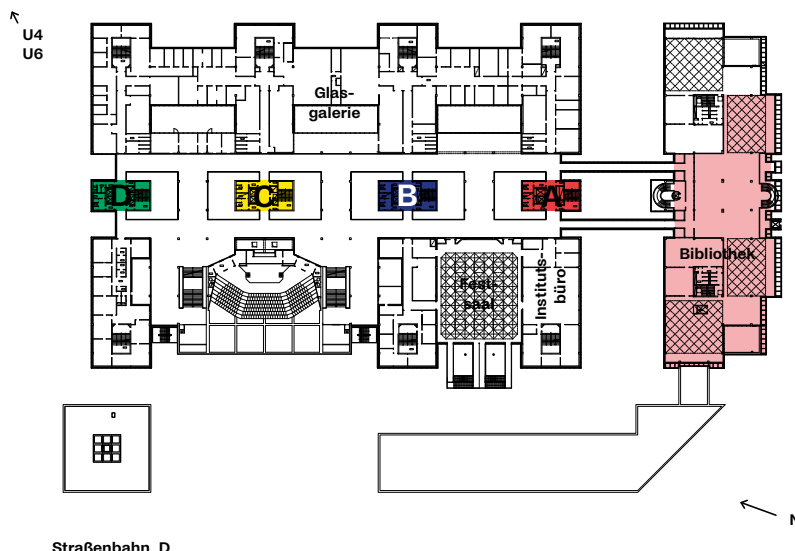 U4
U6
Glas-
galerie
D
C
B
A
Bibliothek
Fest-
saal
Instituts-
büro
N
Straßenbahn D